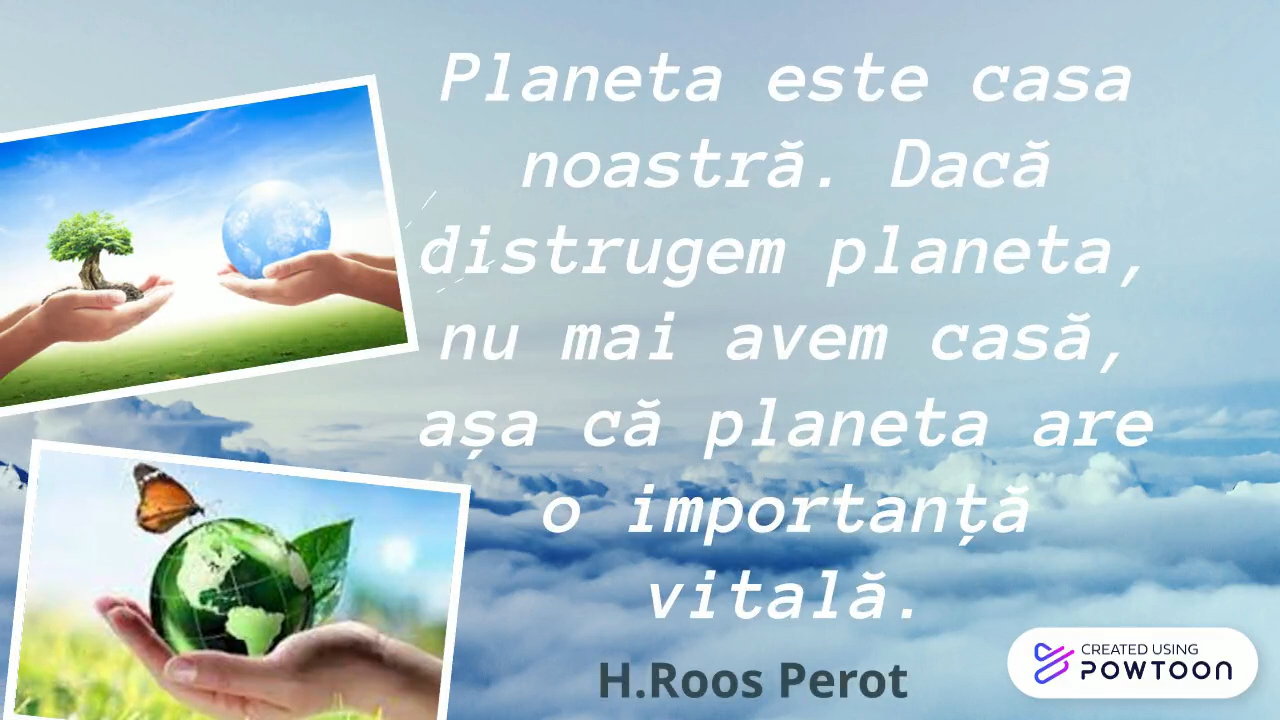 Planeta este casa
noastră. Dacă
distrugem planeta,
nu mai avem casă,
așa că planeta are
o importanță
vitală.
H.Roos Perot
CREATED USING
POWTOON